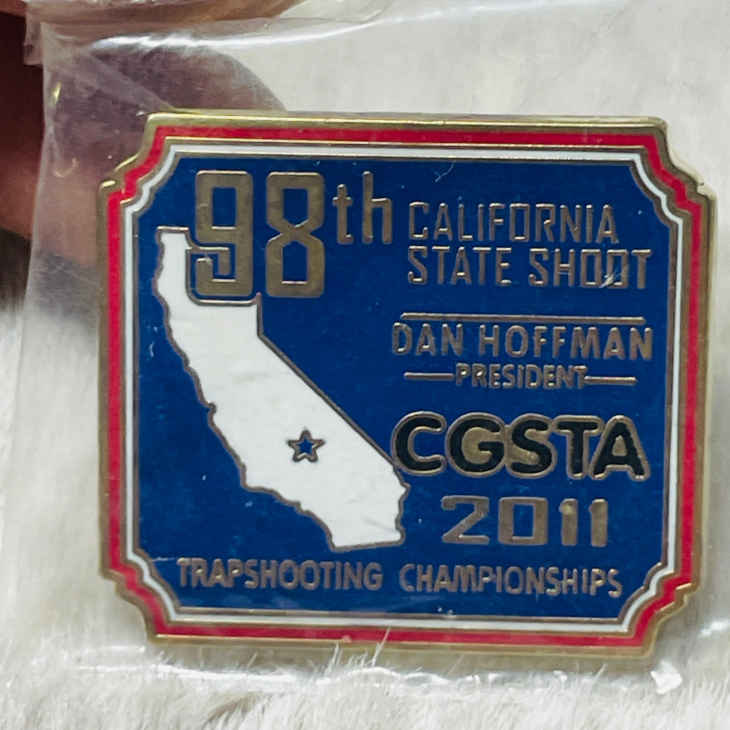 98th CALIFORNIA
STATE SHOOT
DAN HOFFMAN
PRESIDENT
CGSTA
2011
TRAPSHOOTING CHAMPIONSHIPS